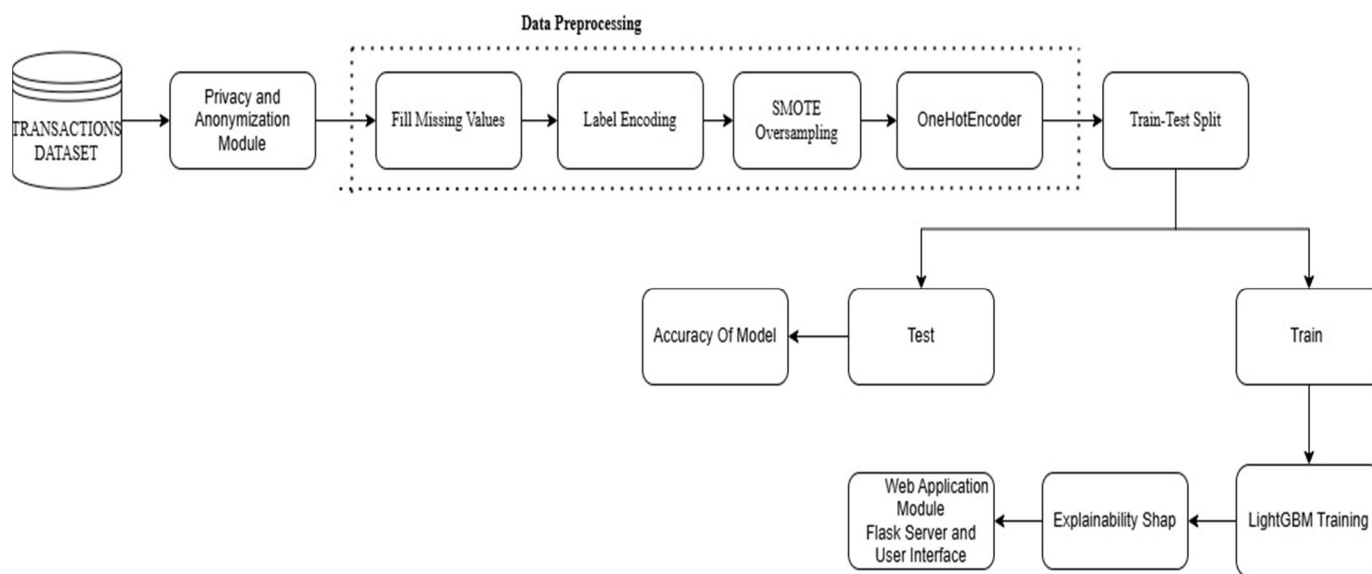 Data Preprocessing
TRANSACTIONS
DATASET
Privacy and
Anonymization
Module
Fill Missing Values
Label Encoding
SMOTE
Oversampling
OneHotEncoder
Train-Test Split
Accuracy Of Model
Test
Train
Web Application
Module
Flask Server and
User Interface
Explainability Shap
LightGBM Training